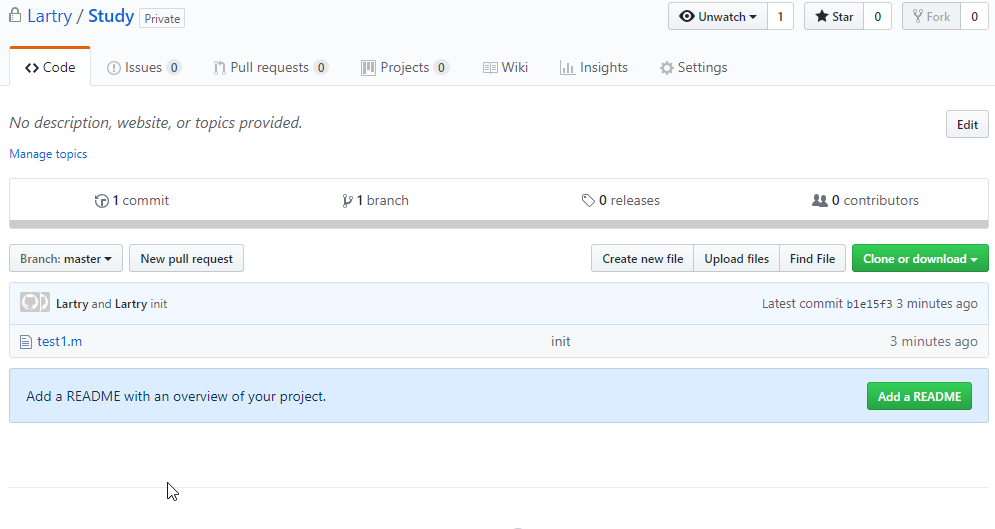 Lartry / Study Private Unwatch 1 Star 0 Fork 0
Code Issues 0 Pull requests 0 Projects 0 Wiki Insights Settings
No description, website, or topics provided. Edit
Manage topics
1 commit 1 branch 0 releases 0 contributors
Branch: master New pull request Create new file Upload files Find File Clone or download
Lartry and Lartry init Latest commit b1e15f3 3 minutes ago
test1.m init 3 minutes ago
Add a README with an overview of your project. Add a README